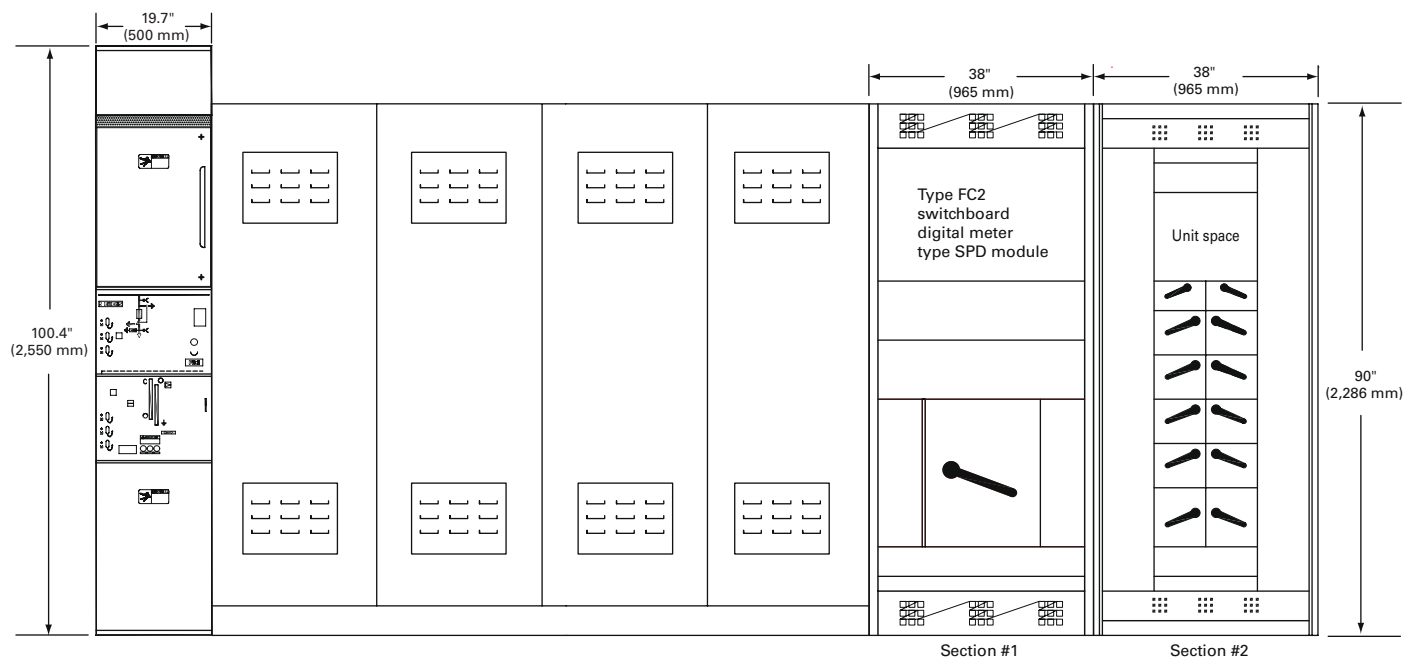 19.7"
(500 mm)
38"
(965 mm)
38"
(965 mm)
100.4"
(2,550 mm)
Type FC2
switchboard
digital meter
type SPD module
Unit space
90"
(2,286 mm)
Section #1
Section #2